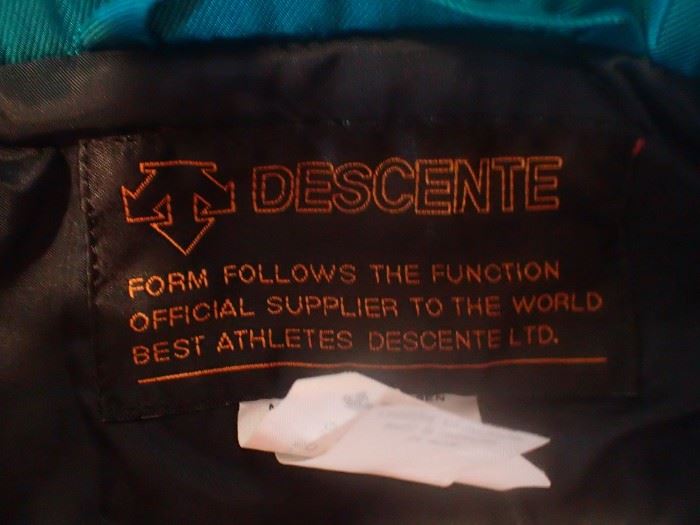 DESCENTE
FORM FOLLOWS THE FUNCTION
OFFICIAL SUPPLIER TO THE WORLD
BEST ATHLETES DESCENTE LTD.